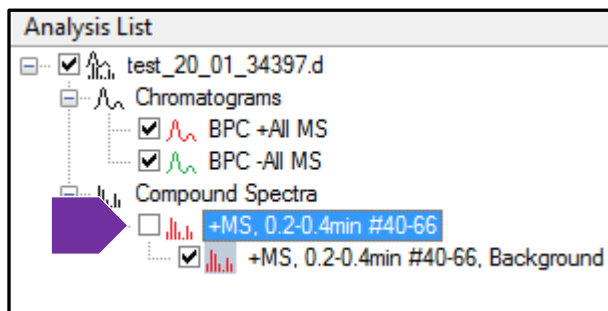 Analysis List
test_20_01_34397.d
Chromatograms
BPC +All MS
BPC -All MS
Compound Spectra
+MS, 0.2-0.4min #40-66
+MS, 0.2-0.4min #40-66, Background